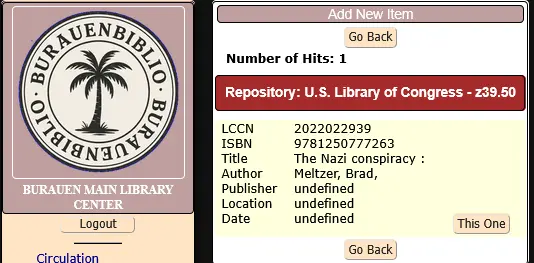 BURAUENBIBLIO · BURAUENBIBLIO ·
BURAUEN MAIN LIBRARY
CENTER
Logout
Circulation
Add New Item
Go Back
Number of Hits: 1
Repository: U.S. Library of Congress - z39.50
LCCN 2022022939
ISBN 9781250777263
Title The Nazi conspiracy :
Author Meltzer, Brad,
Publisher undefined
Location undefined
Date undefined
This One
Go Back